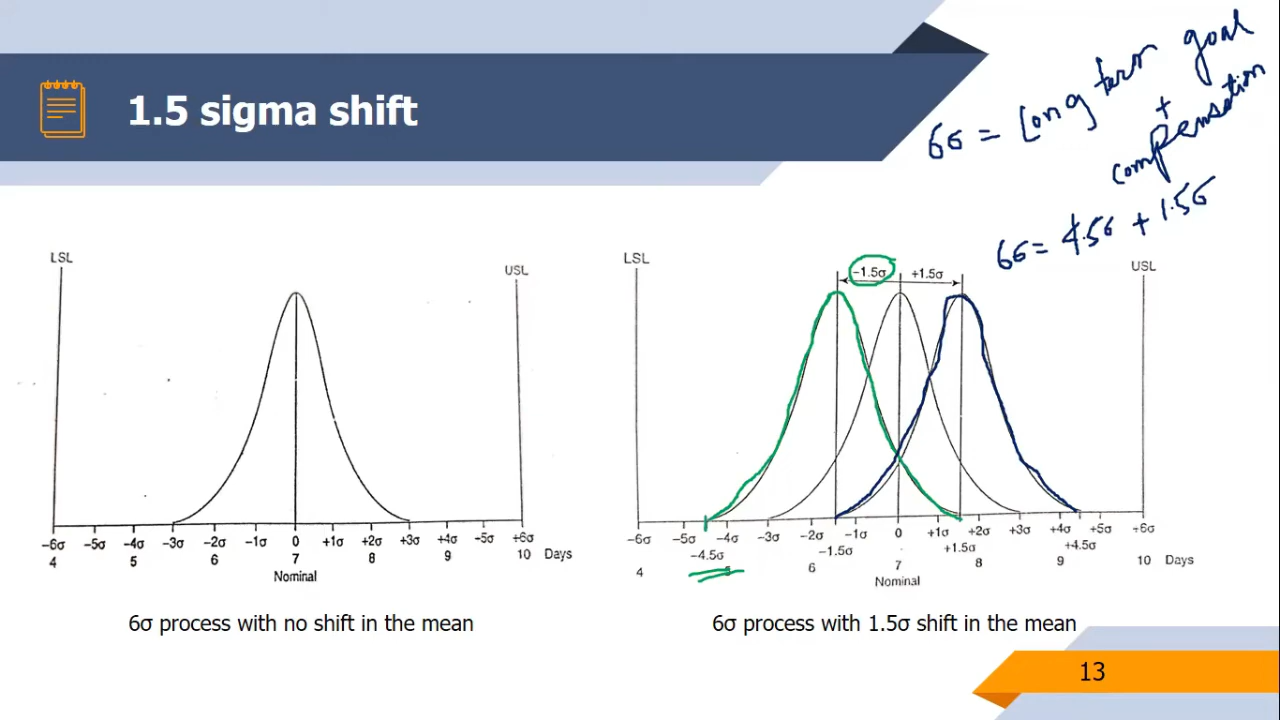 1.5 sigma shift
6σ = Long term goal
+
compensation
6σ = 4.5σ + 1.5σ
LSL
USL
−6σ −5σ −4σ −3σ −2σ −1σ 0 +1σ +2σ +3σ +4σ −5σ +6σ
4 5 6 7 8 9 10 Days
Nominal
6σ process with no shift in the mean
LSL
USL
−1.5σ +1.5σ
−6σ −5σ −4σ −3σ −2σ −1σ 0 +1σ +2σ +3σ +4σ +5σ +6σ
−4.5σ −1.5σ +1.5σ +4.5σ
4 5 6 7 8 9 10 Days
Nominal
6σ process with 1.5σ shift in the mean
13